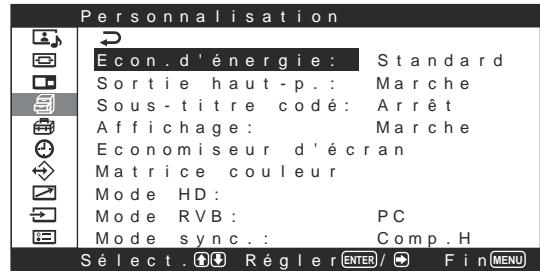 Personnalisation
Econ.d'énergie: Standard
Sortie haut-p.: Marche
Sous-titre codé: Arrêt
Affichage: Marche
Economiseur d'écran
Matrice couleur
Mode HD:
Mode RVB: PC
Mode sync.: Comp.H
Sélect. Régler ENTER / Fin MENU